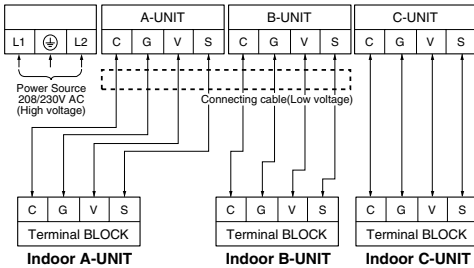 A-UNIT B-UNIT C-UNIT
L1 L2 C G V S C G V S C G V S
Power Source
208/230V AC
(High voltage)
Connecting cable(Low voltage)
C G V S C G V S C G V S
Terminal BLOCK Terminal BLOCK Terminal BLOCK
Indoor A-UNIT Indoor B-UNIT Indoor C-UNIT